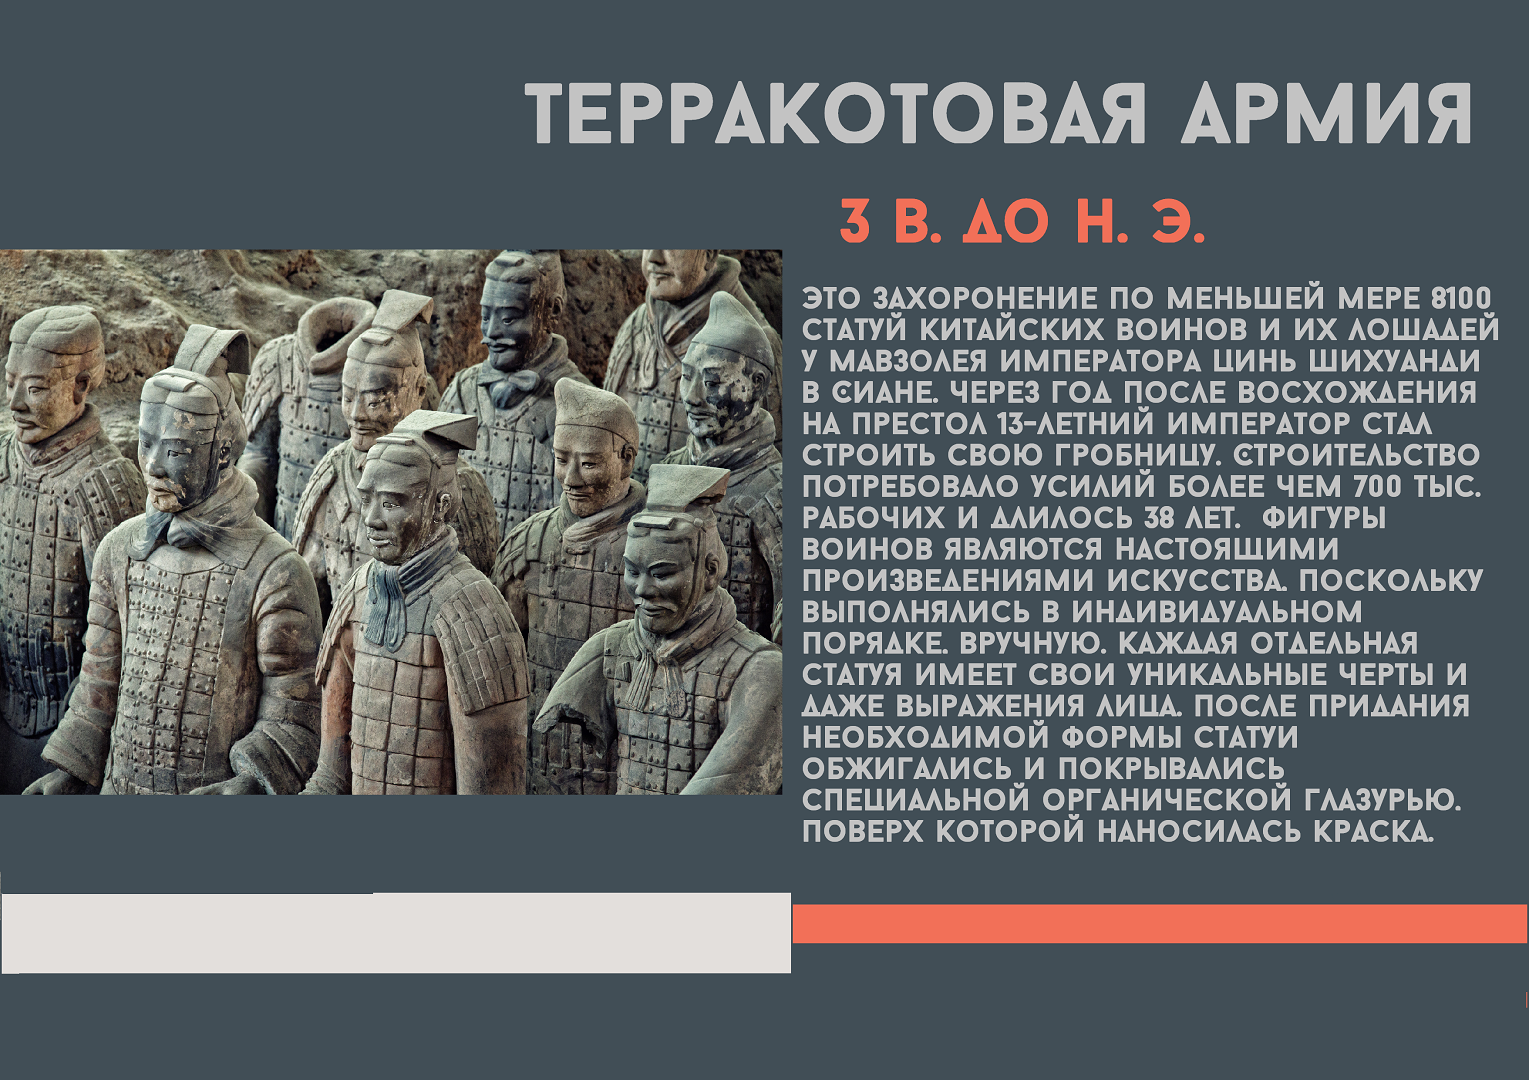 ТЕРРАКОТОВАЯ АРМИЯ
3 В. ДО Н. Э.
ЭТО ЗАХОРОНЕНИЕ ПО МЕНЬШЕЙ МЕРЕ 8100
СТАТУЙ КИТАЙСКИХ ВОИНОВ И ИХ ЛОШАДЕЙ
У МАВЗОЛЕЯ ИМПЕРАТОРА ЦИНЬ ШИХУАНДИ
В СИАНЕ. ЧЕРЕЗ ГОД ПОСЛЕ ВОСХОЖДЕНИЯ
НА ПРЕСТОЛ 13-ЛЕТНИЙ ИМПЕРАТОР СТАЛ
СТРОИТЬ СВОЮ ГРОБНИЦУ. СТРОИТЕЛЬСТВО
ПОТРЕБОВАЛО УСИЛИЙ БОЛЕЕ ЧЕМ 700 ТЫС.
РАБОЧИХ И ДЛИЛОСЬ 38 ЛЕТ. ФИГУРЫ
ВОИНОВ ЯВЛЯЮТСЯ НАСТОЯЩИМИ
ПРОИЗВЕДЕНИЯМИ ИСКУССТВА. ПОСКОЛЬКУ
ВЫПОЛНЯЛИСЬ В ИНДИВИДУАЛЬНОМ
ПОРЯДКЕ. ВРУЧНУЮ. КАЖДАЯ ОТДЕЛЬНАЯ
СТАТУЯ ИМЕЕТ СВОИ УНИКАЛЬНЫЕ ЧЕРТЫ И
ДАЖЕ ВЫРАЖЕНИЯ ЛИЦА. ПОСЛЕ ПРИДАНИЯ
НЕОБХОДИМОЙ ФОРМЫ СТАТУИ
ОБЖИГАЛИСЬ И ПОКРЫВАЛИСЬ
СПЕЦИАЛЬНОЙ ОРГАНИЧЕСКОЙ ГЛАЗУРЬЮ.
ПОВЕРХ КОТОРОЙ НАНОСИЛАСЬ КРАСКА.